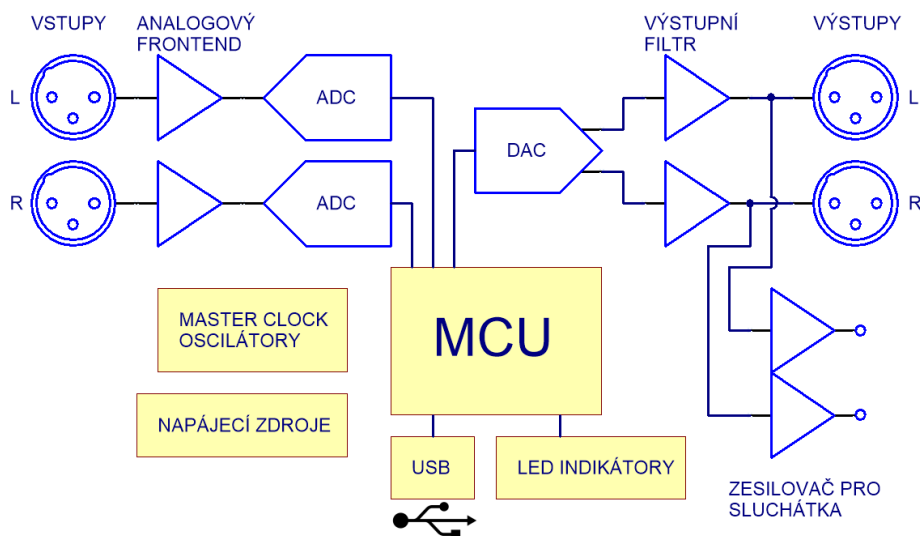 VSTUPY
ANALOGOVÝ
FRONTEND
VÝSTUPNÍ
FILTR
VÝSTUPY
L
ADC
DAC
L
R
ADC
R
MASTER CLOCK
OSCILÁTORY
MCU
NAPÁJECÍ ZDROJE
USB
LED INDIKÁTORY
ZESILOVAČ PRO
SLUCHÁTKA